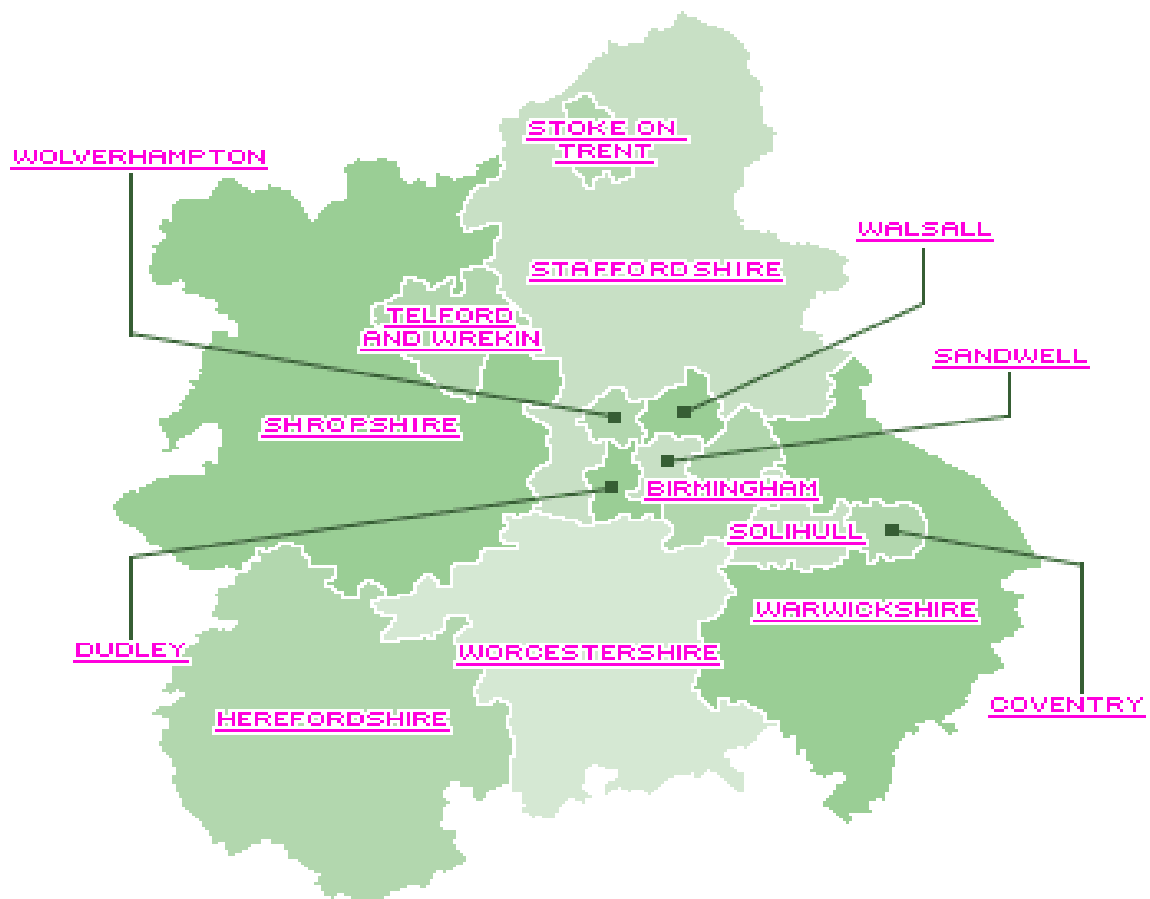 STOKE ON
TRENT
WOLVERHAMPTON
WALSALL
STAFFORDSHIRE
TELFORD
AND WREKIN
SANDWELL
SHROPSHIRE
BIRMINGHAM
SOLIHULL
WARWICKSHIRE
DUDLEY
WORCESTERSHIRE
COVENTRY
HEREFORDSHIRE